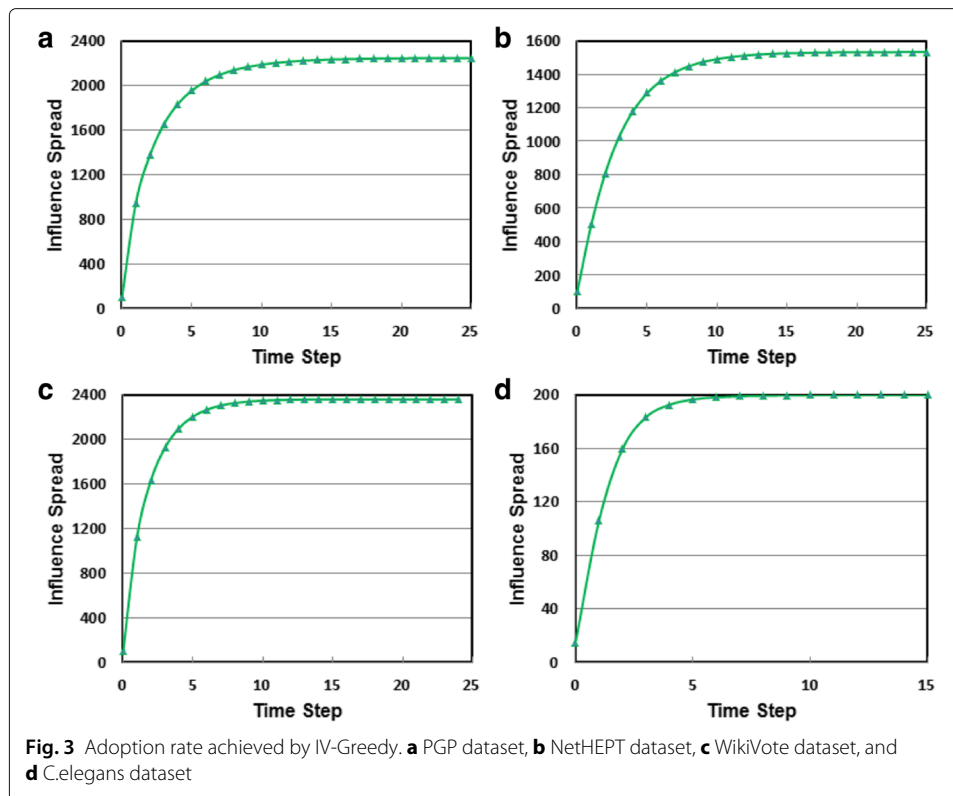 a
2400
2000
1600
1200
800
400
0
0 5 10 15 20 25
Influence Spread
Time Step
b
1600
1400
1200
1000
800
600
400
200
0
0 5 10 15 20 25
Influence Spread
Time Step
c
2400
2000
1600
1200
800
400
0
0 5 10 15 20 25
Influence Spread
Time Step
d
200
160
120
80
40
0
0 5 10 15
Influence Spread
Time Step
Fig. 3 Adoption rate achieved by IV-Greedy. a PGP dataset, b NetHEPT dataset, c WikiVote dataset, and
d C.elegans dataset